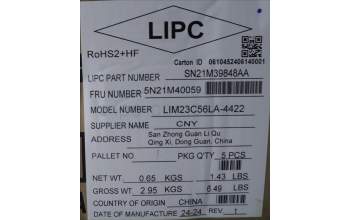 LIPC
RoHS2+HF
Carton ID 0610452406140001
LIPC PART NUMBER SN21M39848AA
FRU NUMBER 5N21M40059
MODEL NUMBER LIM23C56LA-4422
SUPPLIER NAME CNY
ADDRESS San Zhong Guan Li Qu
Qing Xi, Dong Guan, China
PALLET NO PKG Q'TY 5 PCS
NET WT 0.65 KGS 1.43 LBS
GROSS WT 2.95 KGS 6.49 LBS
COUNTRY OF ORIGIN CHINA
DATE OF MANUFACTURE 24-24 REV